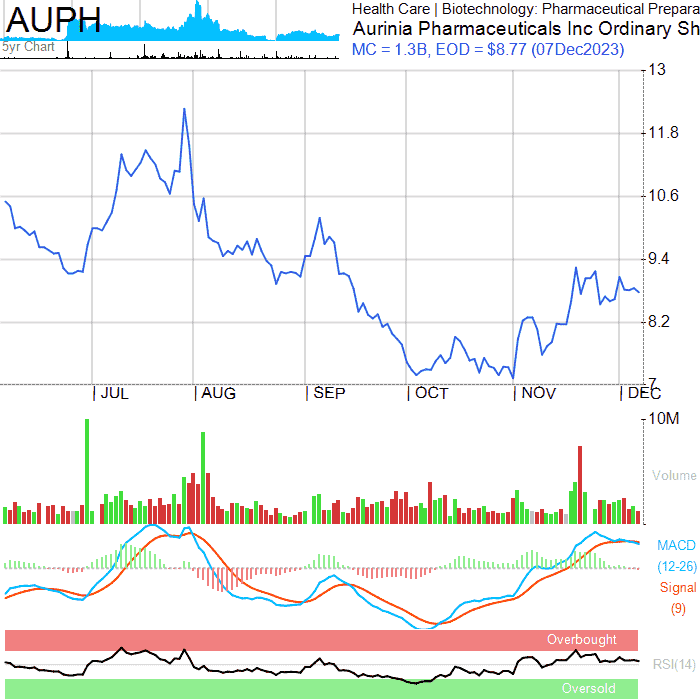 AUPH
5yr Chart
Health Care | Biotechnology: Pharmaceutical Prepara
Aurinia Pharmaceuticals Inc Ordinary Sh
MC = 1.3B, EOD = $8.77 (07Dec2023)
13
11.8
10.6
9.4
8.2
7
JUL AUG SEP OCT NOV DEC
10M
Volume
MACD
(12-26)
Signal
(9)
Overbought
RSI(14)
Oversold